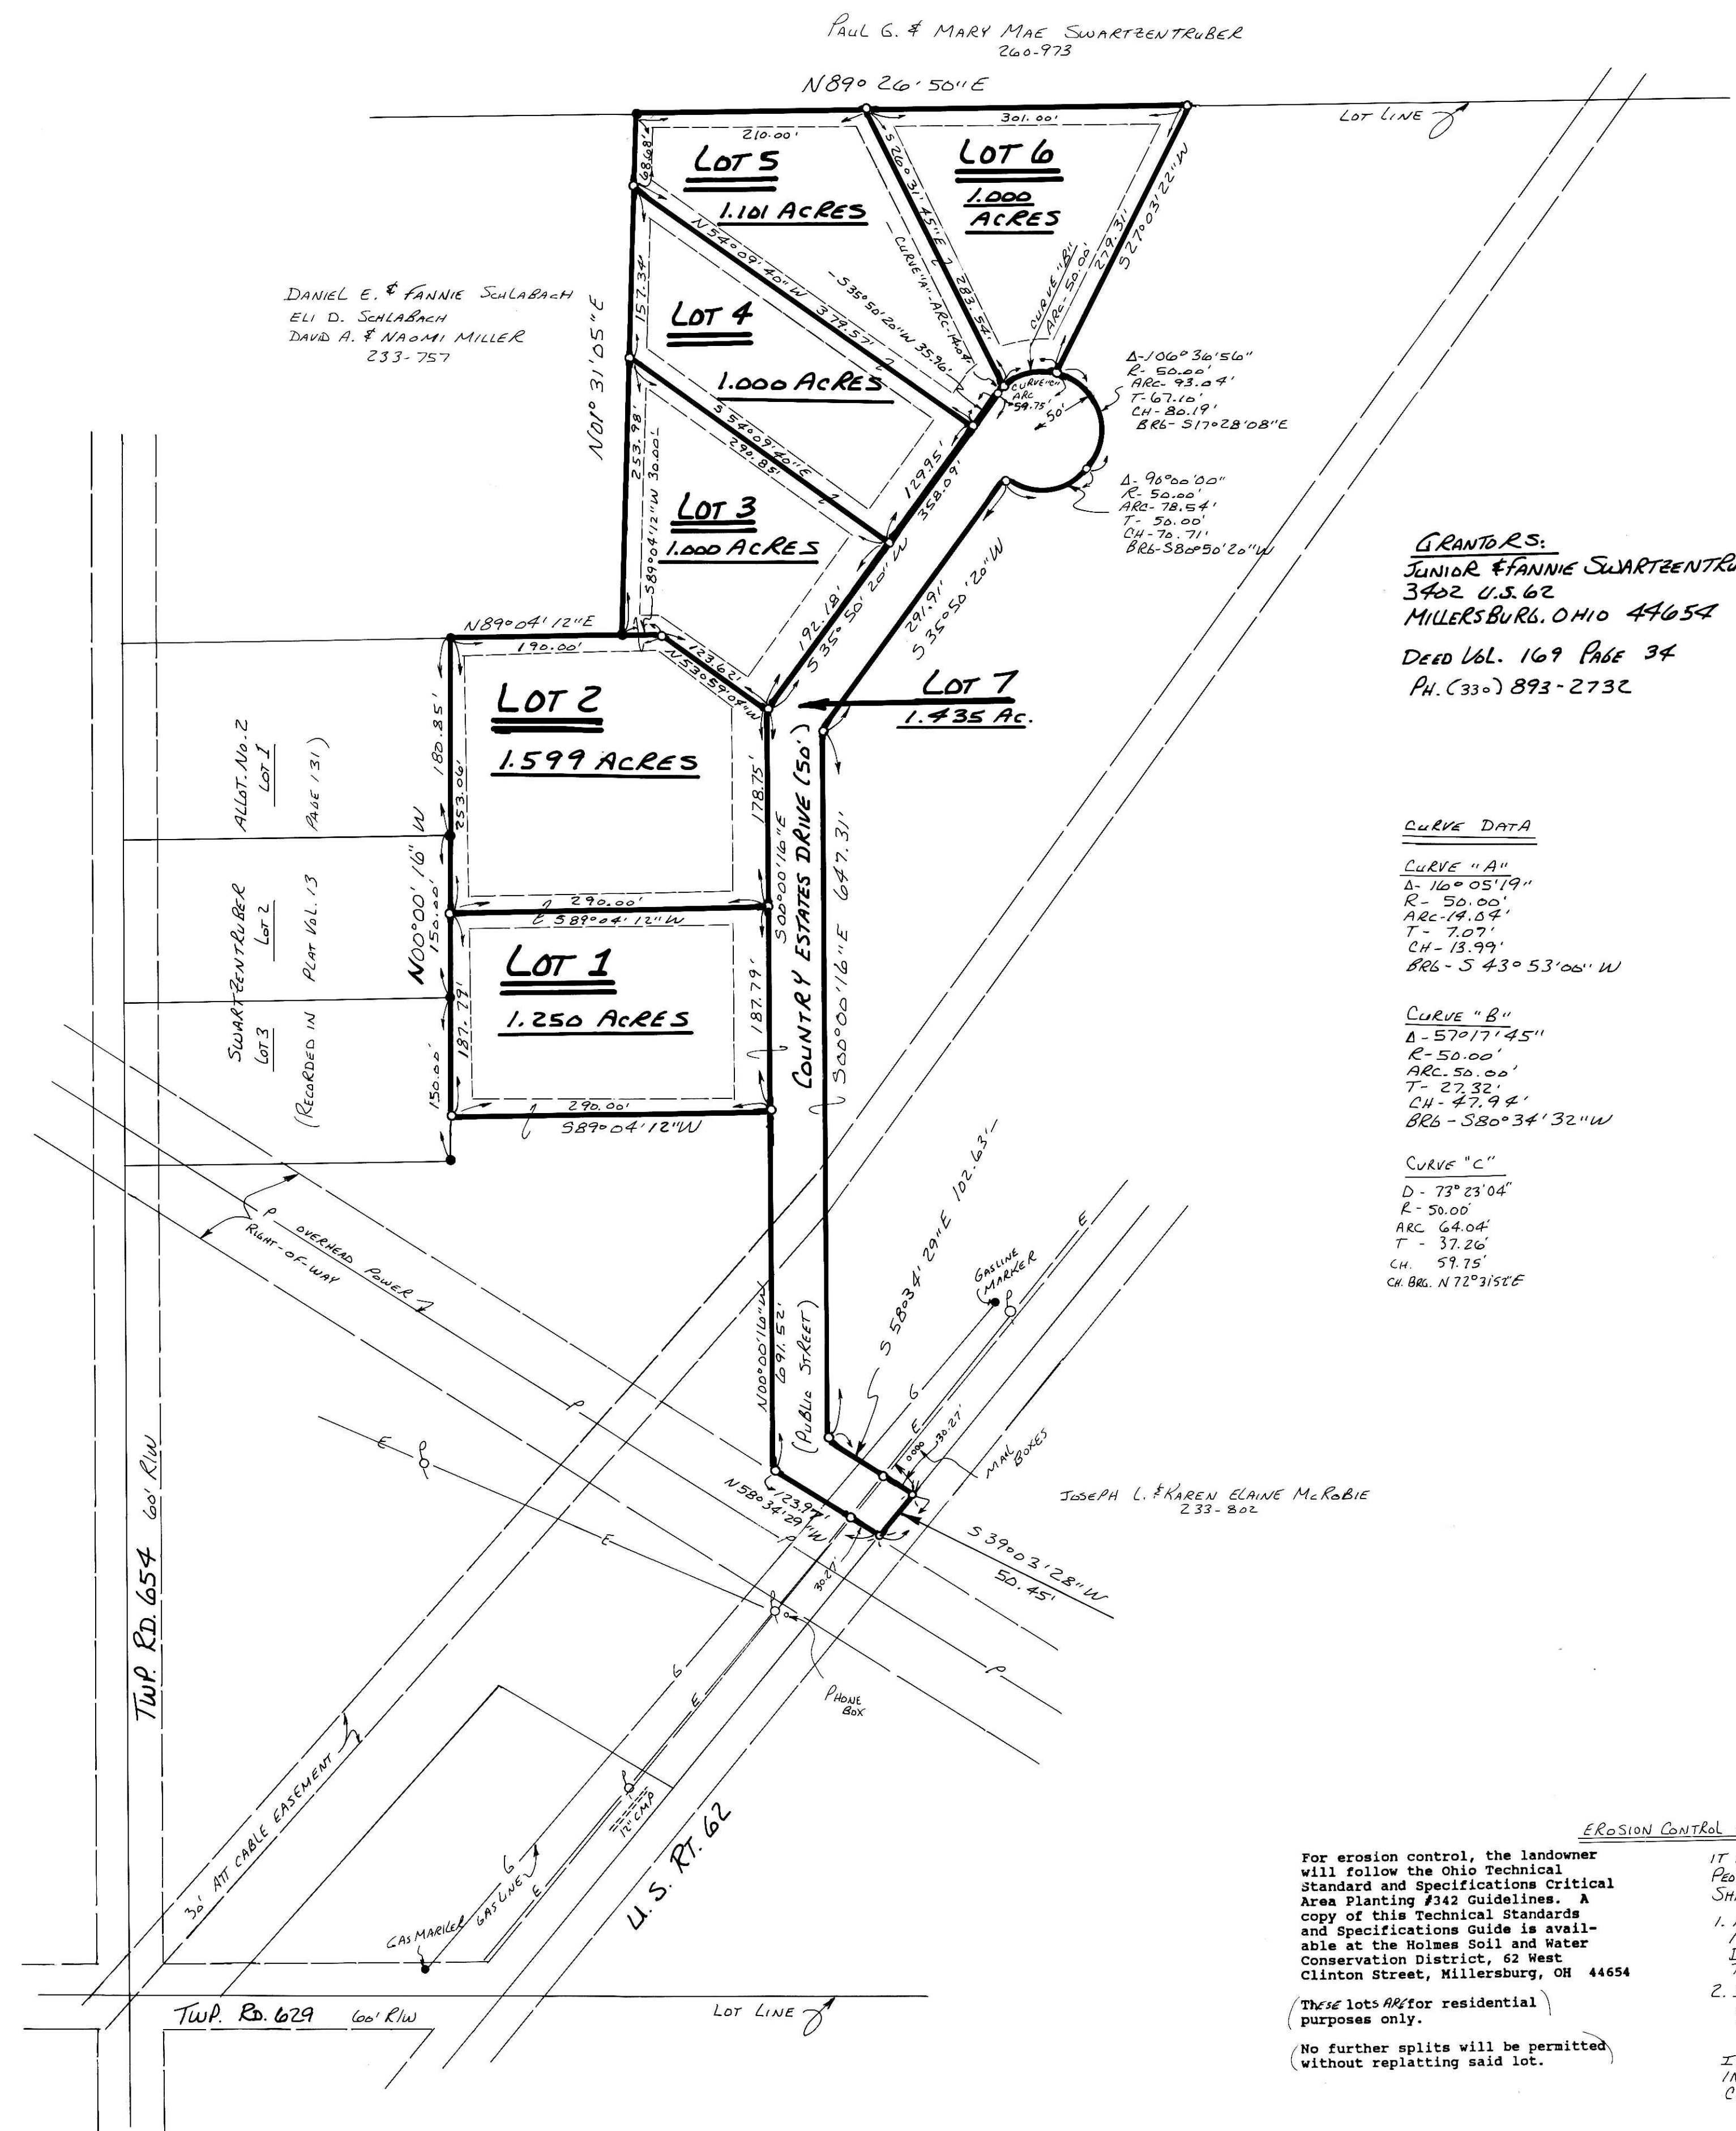 PAUL G. & MARY MAE SWARTZENTRUBER
260-973
N89° 26' 50"E
LOT LINE
210.00'
301.00'
68.68'
LOT 5
1.101 ACRES
LOT 6
1.000
ACRES
S 26° 31' 45"E
283.54'
279.31'
S27°03'22"W
CURVE "A"-ARC-14.04'
CURVE "B"
ARC-50.00'
N54°09'40"W 379.57'
-S35°50'20"W 35.96'
157.34'
LOT 4
1.000 ACRES
DANIEL E. & FANNIE SCHLABACH
ELI D. SCHLABACH
DAVID A. & NAOMI MILLER
233-757
N01° 31' 05" E
253.98'
S89°04'12"W 30.00'
S54°09'40"E
290.85'
CURVE "C"
ARC
59.75'
50'
Δ-106°36'56"
R- 50.00'
ARC- 93.04'
T-67.10'
CH-80.19'
BRG- S17°28'08"E
Δ- 90°00'00"
R- 50.00'
ARC- 78.54'
T- 50.00'
CH-70.71'
BRG-S80°50'20"W
129.95'
358.09'
LOT 3
1.000 ACRES
192.18'
S 35° 50' 20" W
291.91'
S 35°50'20"W
GRANTORS:
JUNIOR & FANNIE SWARTZENTRU
3402 U.S. 62
MILLERSBURG, OHIO 44654
DEED VOL. 169 PAGE 34
PH. (330) 893-2732
N89°04'12"E
190.00'
123.62'
N53°59'04"W
LOT 2
1.599 ACRES
LOT 7
1.435 AC.
180.85'
253.06'
178.75'
S00°00'16"E
COUNTRY ESTATES DRIVE (50')
S00°00'16"E 647.31'
ALLOT. No. 2
LOT 1
PAGE 131)
SWARTZENTRUBER
LOT 2
PLAT VOL. 13
LOT 3
(RECORDED IN
N00°00'16" W
150.00'
290.00'
S89°04'12"W
LOT 1
1.250 ACRES
187.79'
187.79'
150.00'
290.00'
S89°04'12"W
CURVE DATA
CURVE "A"
Δ- 16°05'19"
R- 50.00'
ARC-14.04'
T- 7.07'
CH- 13.99'
BRG- S 43° 53'00" W
CURVE "B"
Δ-57°17'45"
R-50.00'
ARC-50.00'
T- 27.32'
CH-47.94'
BRG-S80°34'32"W
CURVE "C"
D - 73°23'04"
R - 50.00'
ARC 64.04'
T - 37.26'
CH. 59.75'
CH. BRG. N72°31'52"E
P
OVERHEAD POWER
RIGHT-OF-WAY
S 58°34'29"E 102.63'
GASLINE
MARKER
N00°00'16"W
691.52'
(PUBLIC STREET)
30.27'
MAIL
BOXES
123.97'
N58°34'29"W
30.27'
S 39°03'28"W
50.45'
JOSEPH L. & KAREN ELAINE McROBIE
233-802
PHONE
BOX
TWP. RD. 654 60' R/W
30' ATT CABLE EASEMENT
12" CMP
U.S. RT. 62
GAS MARKER
GASLINE
TWP. RD. 629 60' R/W
LOT LINE
EROSION CONTROL
For erosion control, the landowner
will follow the Ohio Technical
Standard and Specifications Critical
Area Planting #342 Guidelines. A
copy of this Technical Standards
and Specifications Guide is avail-
able at the Holmes Soil and Water
Conservation District, 62 West
Clinton Street, Millersburg, OH 44654
These lots ARE for residential
purposes only.
No further splits will be permitted
without replatting said lot.
IT
1.
2.